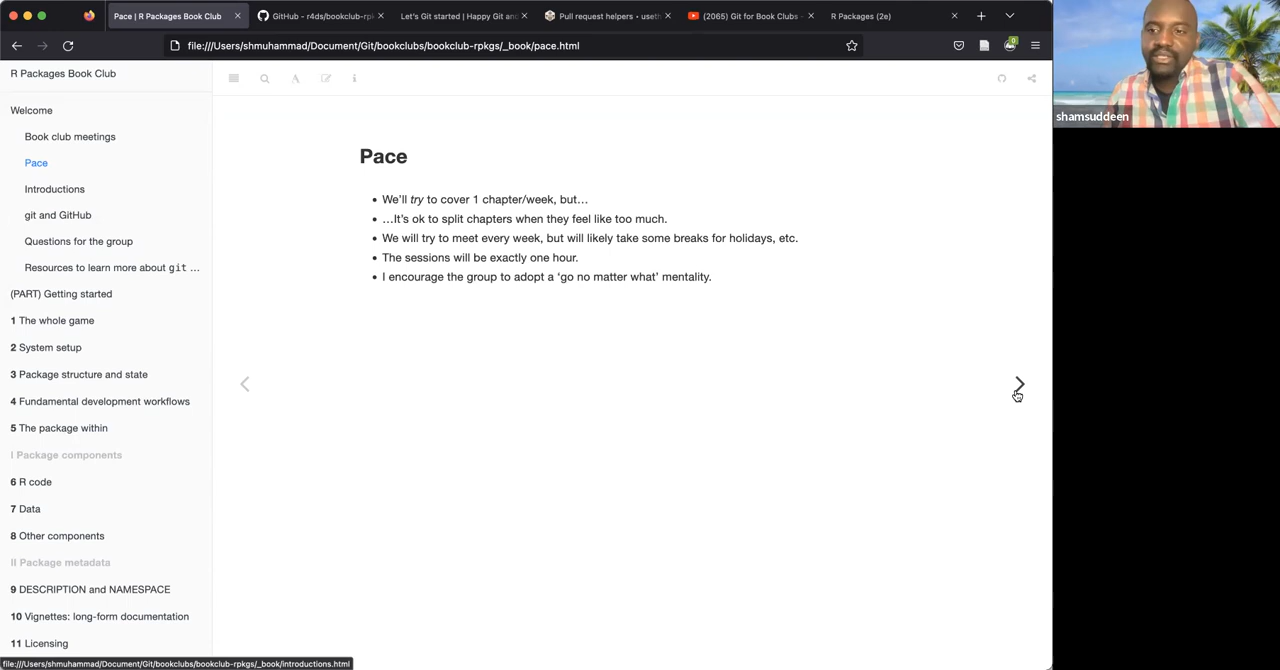 Pace | R Packages Book Club
GitHub - r4ds/bookclub-rpk
Let's Git started | Happy Git and
Pull request helpers • useth
(2065) Git for Book Clubs -
R Packages (2e)
file:///Users/shmuhammad/Document/Git/bookclubs/bookclub-rpkgs/_book/pace.html
0
R Packages Book Club
Welcome
Book club meetings
Pace
Introductions
git and GitHub
Questions for the group
Resources to learn more about git …
(PART) Getting started
1 The whole game
2 System setup
3 Package structure and state
4 Fundamental development workflows
5 The package within
I Package components
6 R code
7 Data
8 Other components
II Package metadata
9 DESCRIPTION and NAMESPACE
10 Vignettes: long-form documentation
11 Licensing
A
i
Pace
• We'll try to cover 1 chapter/week, but…
• …It's ok to split chapters when they feel like too much.
• We will try to meet every week, but will likely take some breaks for holidays, etc.
• The sessions will be exactly one hour.
• I encourage the group to adopt a 'go no matter what' mentality.
file:///Users/shmuhammad/Document/Git/bookclubs/bookclub-rpkgs/_book/introductions.html
shamsuddeen